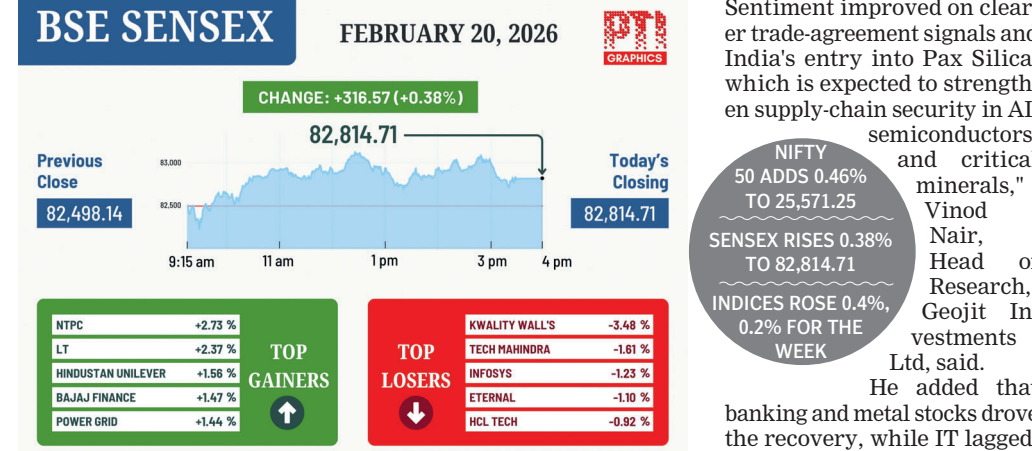 BSE SENSEX
FEBRUARY 20, 2026
PTI
GRAPHICS
CHANGE: +316.57 (+0.38%)
82,814.71
Previous
Close
82,498.14
83,000
82,500
Today's
Closing
82,814.71
9:15 am 11 am 1 pm 3 pm 4 pm
NTPC +2.73 %
LT +2.37 %
HINDUSTAN UNILEVER +1.56 %
BAJAJ FINANCE +1.47 %
POWER GRID +1.44 %
TOP
GAINERS
TOP
LOSERS
KWALITY WALL'S -3.48 %
TECH MAHINDRA -1.61 %
INFOSYS -1.23 %
ETERNAL -1.10 %
HCL TECH -0.92 %
Sentiment improved on clear
er trade-agreement signals and
India's entry into Pax Silica
which is expected to strength
en supply-chain security in AI
semiconductors
and critical
minerals,"
Vinod
Nair,
Head of
Research,
Geojit In
vestments
Ltd, said.
He added that
banking and metal stocks drove
the recovery, while IT lagged
NIFTY
50 ADDS 0.46%
TO 25,571.25
SENSEX RISES 0.38%
TO 82,814.71
INDICES ROSE 0.4%,
0.2% FOR THE
WEEK